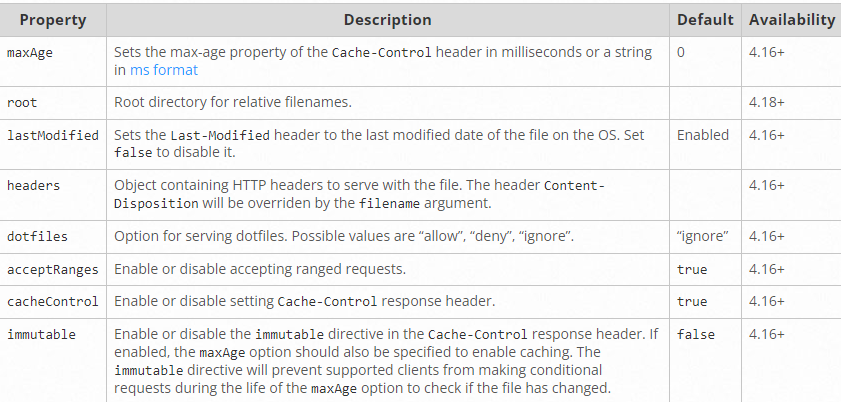 Property Description Default Availability
maxAge Sets the max-age property of the Cache-Control header in milliseconds or a string 0 4.16+
in ms format
root Root directory for relative filenames. 4.18+
lastModified Sets the Last-Modified header to the last modified date of the file on the OS. Set Enabled 4.16+
false to disable it.
headers Object containing HTTP headers to serve with the file. The header Content- 4.16+
Disposition will be overriden by the filename argument.
dotfiles Option for serving dotfiles. Possible values are “allow”, “deny”, “ignore”. “ignore” 4.16+
acceptRanges Enable or disable accepting ranged requests. true 4.16+
cacheControl Enable or disable setting Cache-Control response header. true 4.16+
immutable Enable or disable the immutable directive in the Cache-Control response header. If false 4.16+
enabled, the maxAge option should also be specified to enable caching. The
immutable directive will prevent supported clients from making conditional
requests during the life of the maxAge option to check if the file has changed.